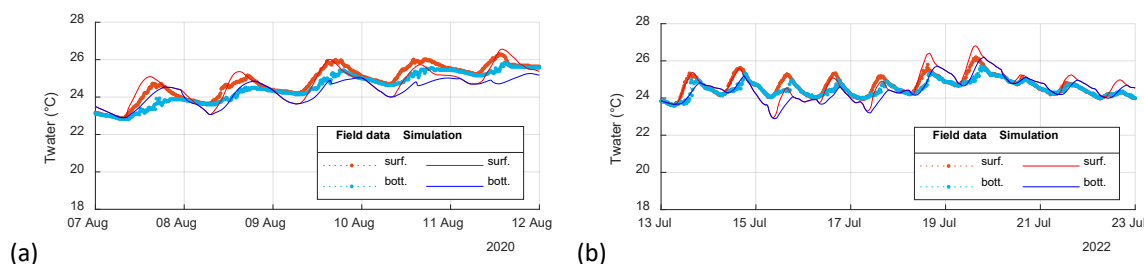 28
26
24
22
20
18
Twater (°C)
Field data Simulation
surf. surf.
bott. bott.
07 Aug 08 Aug 09 Aug 10 Aug 11 Aug 12 Aug
2020
(a)
28
26
24
22
20
18
Twater (°C)
Field data Simulation
surf. surf.
bott. bott.
13 Jul 15 Jul 17 Jul 19 Jul 21 Jul 23 Jul
2022
(b)